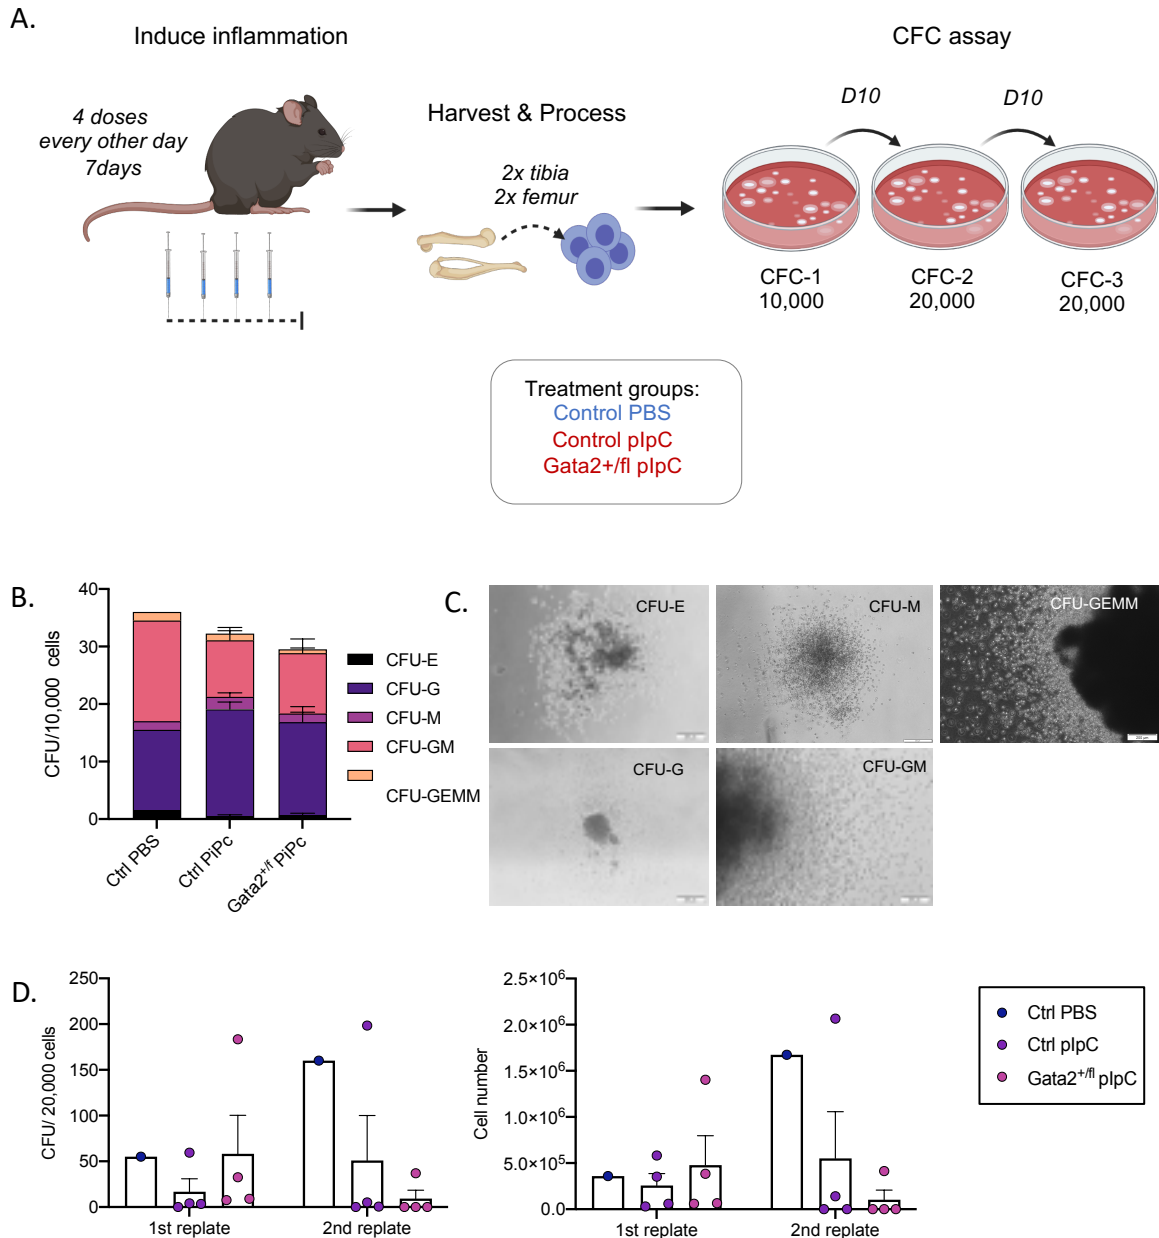 A.
Induce inflammation
4 doses
every other day
7days
Harvest & Process
2x tibia
2x femur
CFC assay
D10
D10
CFC-1
10,000
CFC-2
20,000
CFC-3
20,000
Treatment groups:
Control PBS
Control pIpC
Gata2+/fl pIpC
B.
CFU/10,000 cells
40
30
20
10
0
Ctrl PBS
Ctrl PiPc
Gata2+/f PiPc
CFU-E
CFU-G
CFU-M
CFU-GM
CFU-GEMM
C.
CFU-E
CFU-M
CFU-GEMM
CFU-G
CFU-GM
D.
CFU/ 20,000 cells
250
200
150
100
50
0
1st replate
2nd replate
Cell number
2.5×10⁶
2.0×10⁶
1.5×10⁶
1.0×10⁶
5.0×10⁵
0.0
1st replate
2nd replate
Ctrl PBS
Ctrl pIpC
Gata2+/fl pIpC